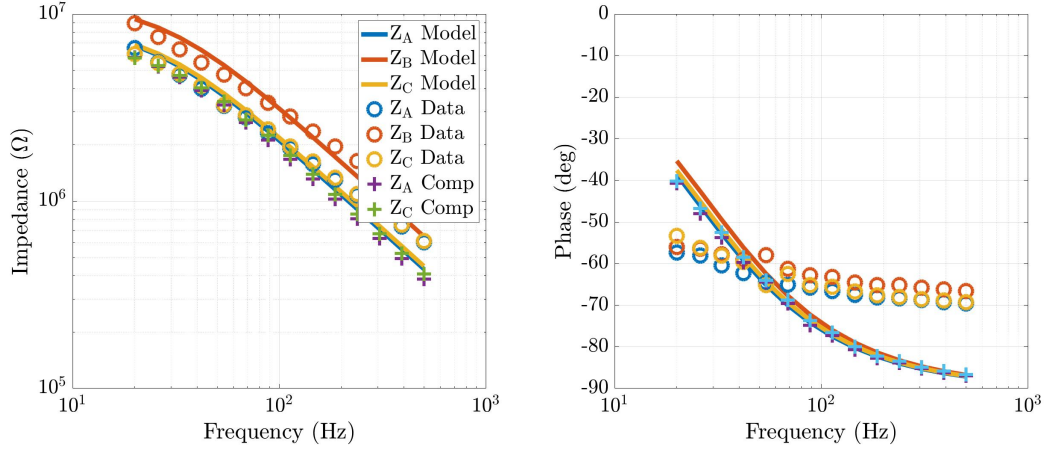 10^7
10^6
10^5
Impedance (Ω)
10^1
10^2
10^3
Frequency (Hz)
Z_A Model
Z_B Model
Z_C Model
Z_A Data
Z_B Data
Z_C Data
Z_A Comp
Z_C Comp
0
-10
-20
-30
-40
-50
-60
-70
-80
-90
Phase (deg)
10^1
10^2
10^3
Frequency (Hz)